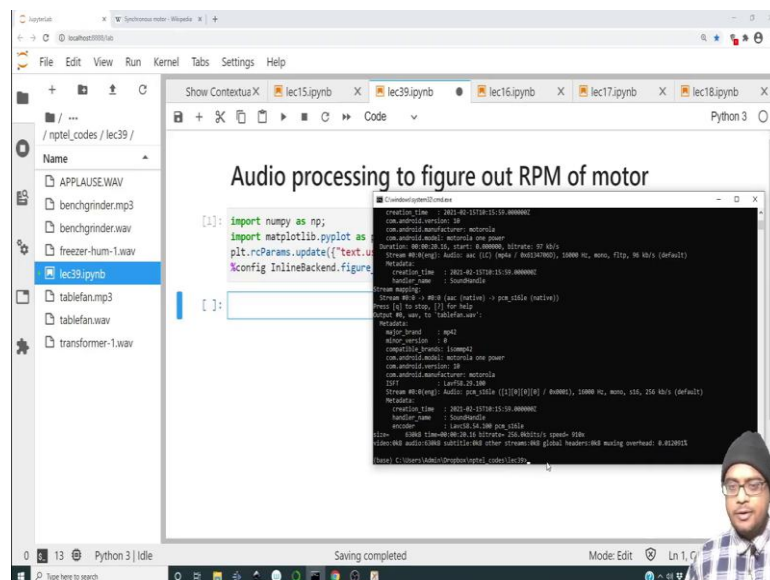 JupyterLab
Synchronous motor - Wikipedia
localhost:8888/lab
File Edit View Run Kernel Tabs Settings Help
Show Contextua lec15.ipynb lec39.ipynb lec16.ipynb lec17.ipynb lec18.ipynb
Code
Python 3
/ ···
/ nptel_codes / lec39 /
Name
APPLAUSE.WAV
benchgrinder.mp3
benchgrinder.wav
freezer-hum-1.wav
lec39.ipynb
tablefan.mp3
tablefan.wav
transformer-1.wav
Audio processing to figure out RPM of motor
[1]: import numpy as np;
import matplotlib.pyplot as
plt.rcParams.update({"text.us
%config InlineBackend.figure_
[ ]:
C:\windows\system32\cmd.exe
creation_time : 2021-02-15T10:15:59.000000Z
com.android.version: 10
com.android.manufacturer: motorola
com.android.model: motorola one power
Duration: 00:00:20.16, start: 0.000000, bitrate: 97 kb/s
Stream #0:0(eng): Audio: aac (LC) (mp4a / 0x6134706D), 16000 Hz, mono, fltp, 96 kb/s (default)
Metadata:
creation_time : 2021-02-15T10:15:59.000000Z
handler_name : SoundHandle
Stream mapping:
Stream #0:0 -> #0:0 (aac (native) -> pcm_s16le (native))
Press [q] to stop, [?] for help
Output #0, wav, to 'tablefan.wav':
Metadata:
major_brand : mp42
minor_version : 0
compatible_brands: isommp42
com.android.model: motorola one power
com.android.version: 10
com.android.manufacturer: motorola
ISFT : Lavf58.29.100
Stream #0:0(eng): Audio: pcm_s16le ([1][0][0][0] / 0x0001), 16000 Hz, mono, s16, 256 kb/s (default)
Metadata:
creation_time : 2021-02-15T10:15:59.000000Z
handler_name : SoundHandle
encoder : Lavc58.54.100 pcm_s16le
size= 630kB time=00:00:20.16 bitrate= 256.0kbits/s speed= 910x
video:0kB audio:630kB subtitle:0kB other streams:0kB global headers:0kB muxing overhead: 0.012091%
(base) C:\Users\Admin\Dropbox\nptel_codes\lec39>
0 13 Python 3 | Idle Saving completed Mode: Edit Ln 1,
Type here to search